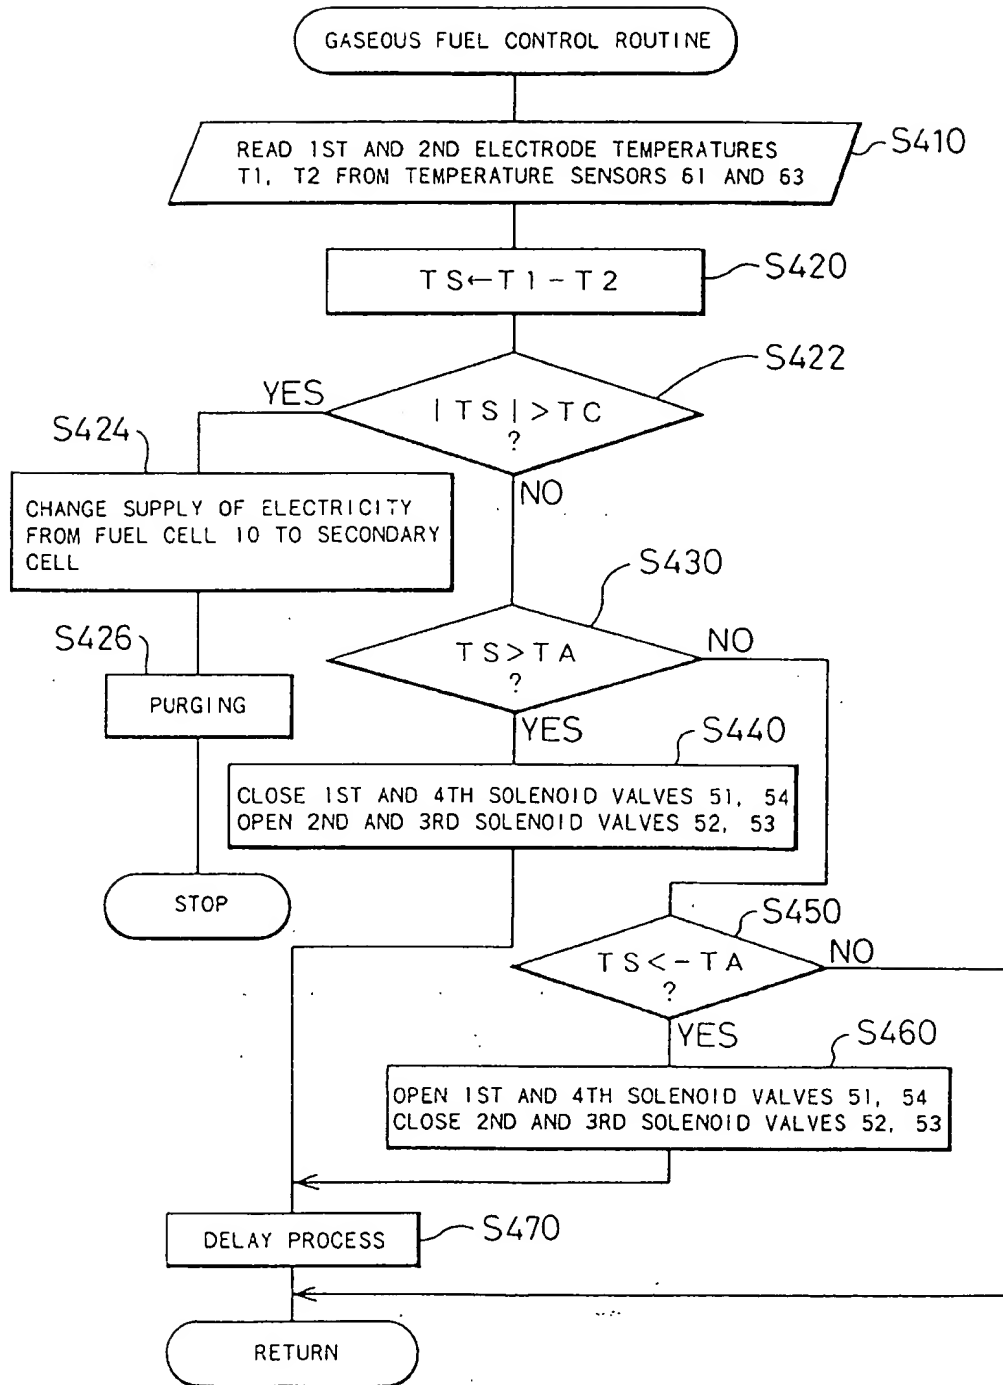 GASEOUS FUEL CONTROL ROUTINE
READ 1ST AND 2ND ELECTRODE TEMPERATURES
T1, T2 FROM TEMPERATURE SENSORS 61 AND 63
S410
TS←T1-T2
S420
|TS|>TC
?
S422
YES
NO
S424
CHANGE SUPPLY OF ELECTRICITY
FROM FUEL CELL 10 TO SECONDARY
CELL
S426
PURGING
STOP
S430
TS>TA
?
NO
YES
S440
CLOSE 1ST AND 4TH SOLENOID VALVES 51, 54
OPEN 2ND AND 3RD SOLENOID VALVES 52, 53
S450
TS<-TA
?
NO
YES
S460
OPEN 1ST AND 4TH SOLENOID VALVES 51, 54
CLOSE 2ND AND 3RD SOLENOID VALVES 52, 53
DELAY PROCESS
S470
RETURN